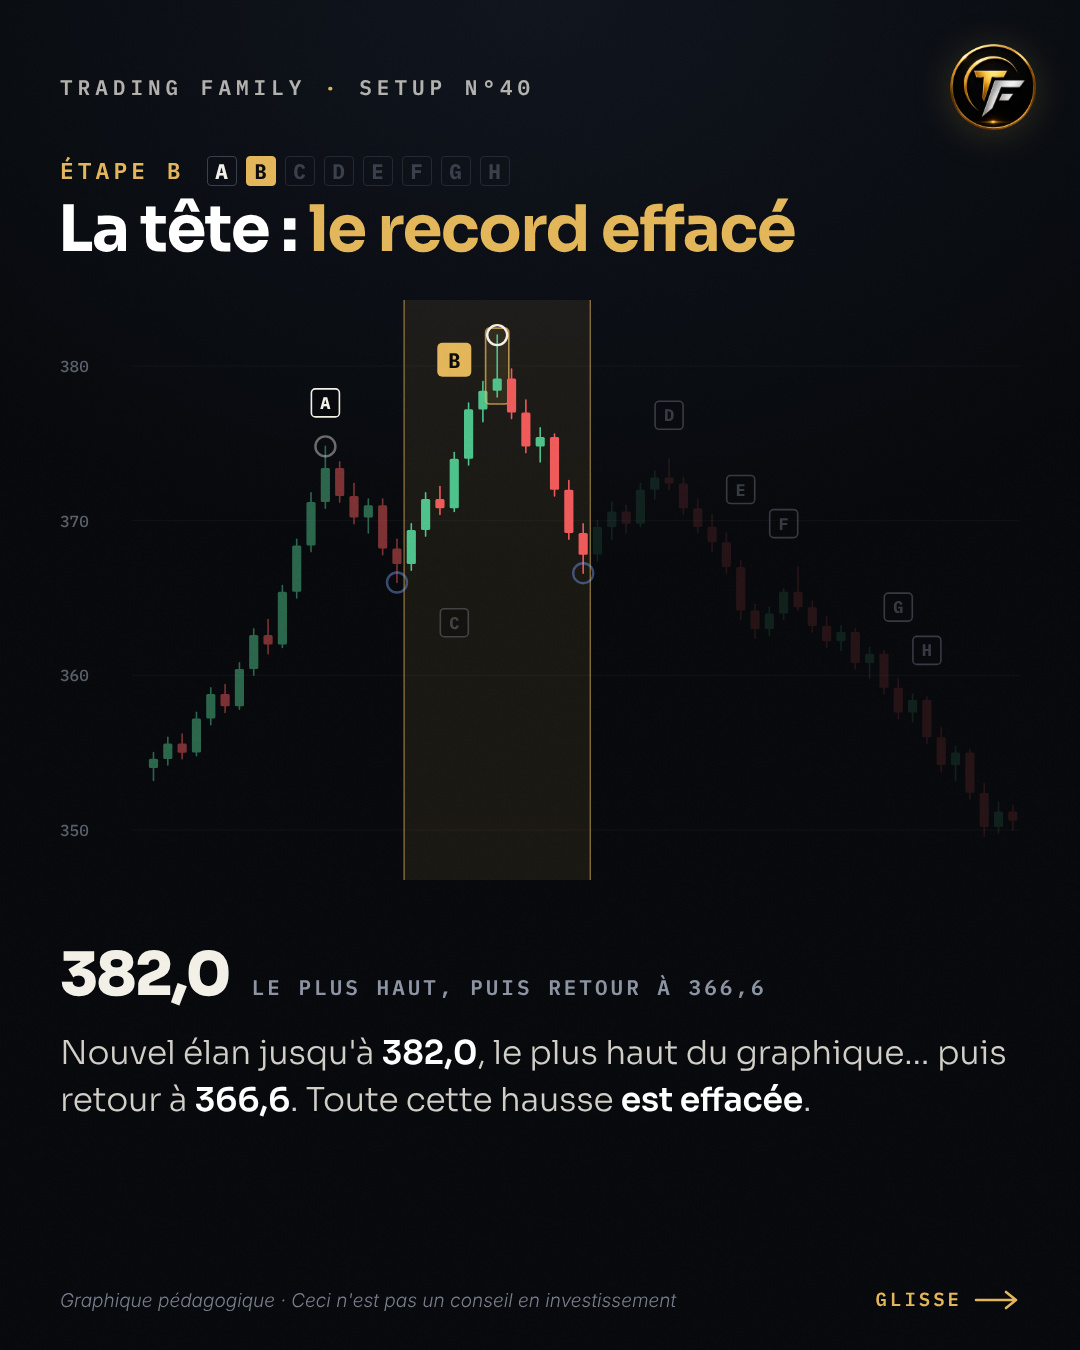 TRADING FAMILY · SETUP N°40
TF
ÉTAPE B A B C D E F G H
La tête : le record effacé
380
370
360
350
A
B
C
D
E
F
G
H
382,0 LE PLUS HAUT, PUIS RETOUR À 366,6
Nouvel élan jusqu'à 382,0, le plus haut du graphique... puis
retour à 366,6. Toute cette hausse est effacée.
Graphique pédagogique · Ceci n'est pas un conseil en investissement
GLISSE →